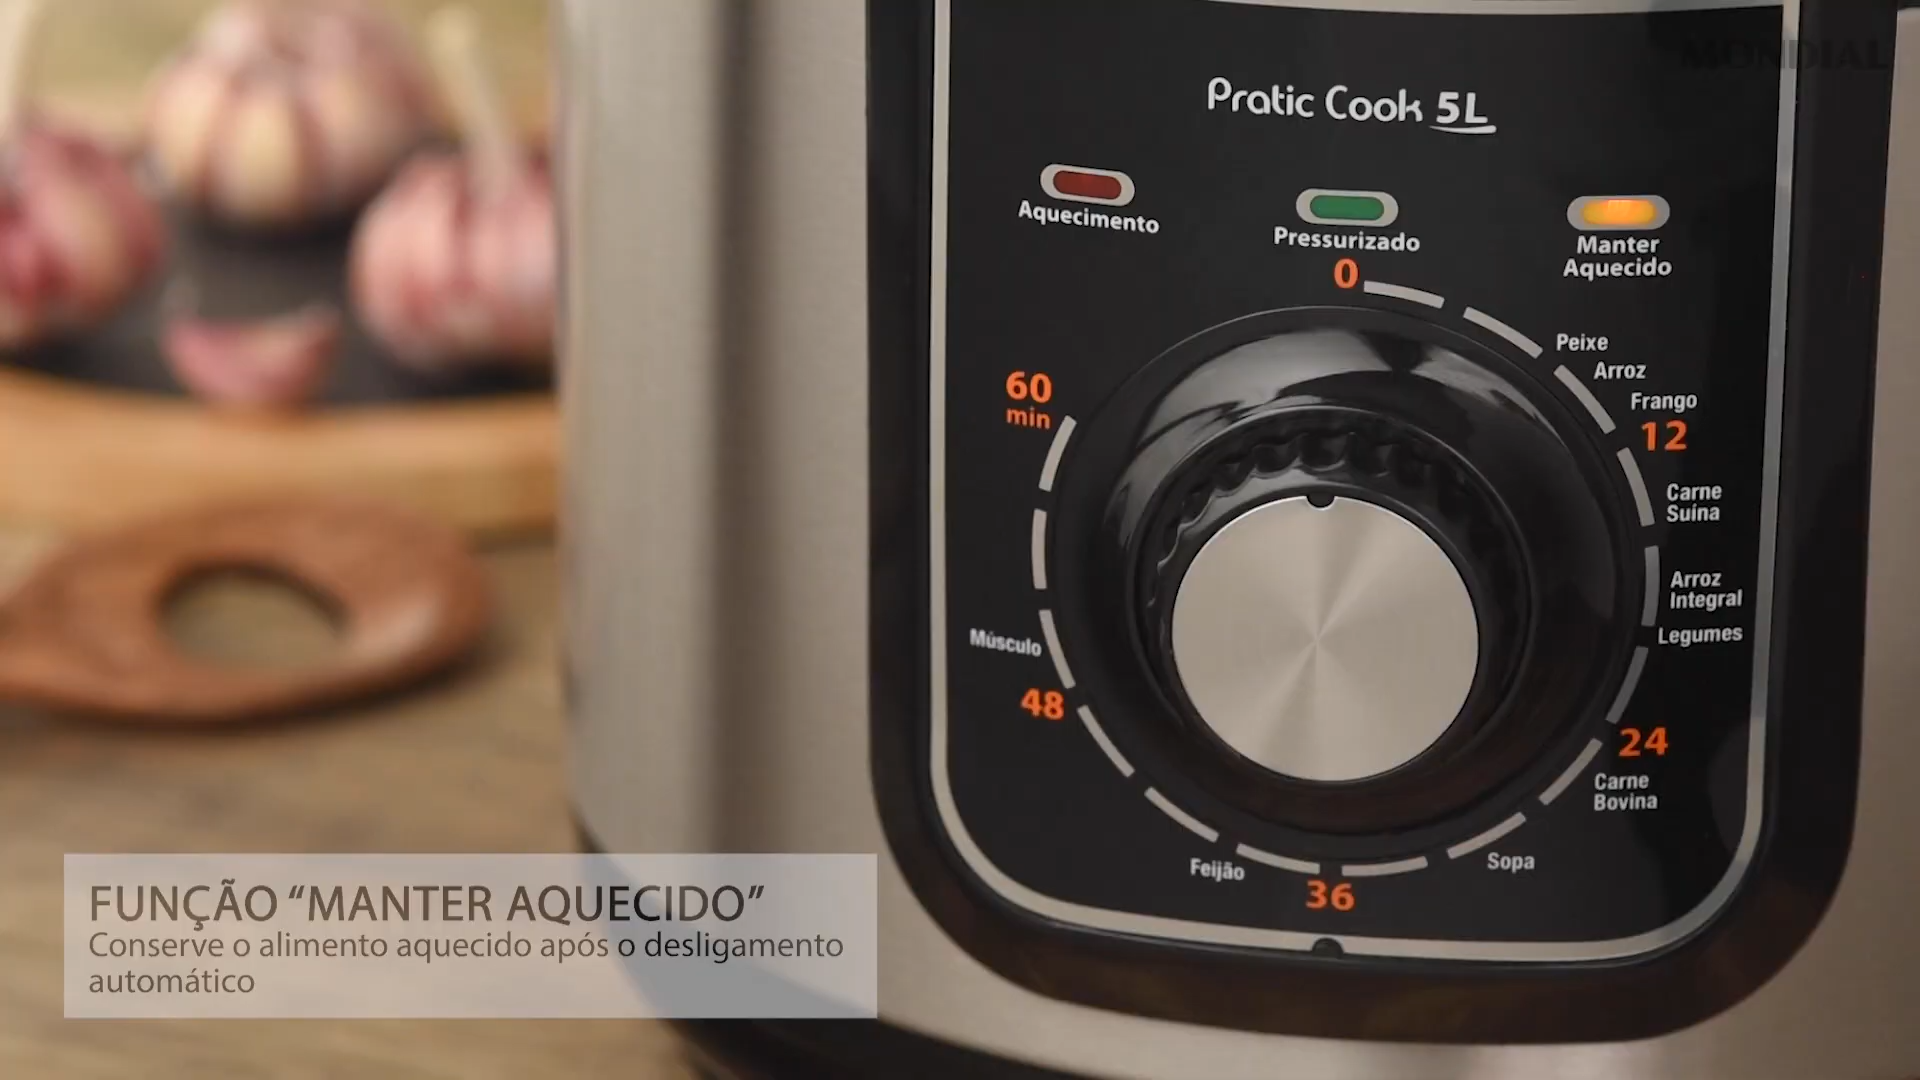 MONDIAL
Pratic Cook 5L
Aquecimento
Pressurizado
Manter
Aquecido
0
Peixe
Arroz
Frango
12
Carne
Suína
Arroz
Integral
Legumes
24
Carne
Bovina
Sopa
36
Feijão
48
Músculo
60
min
FUNÇÃO “MANTER AQUECIDO”
Conserve o alimento aquecido após o desligamento
automático